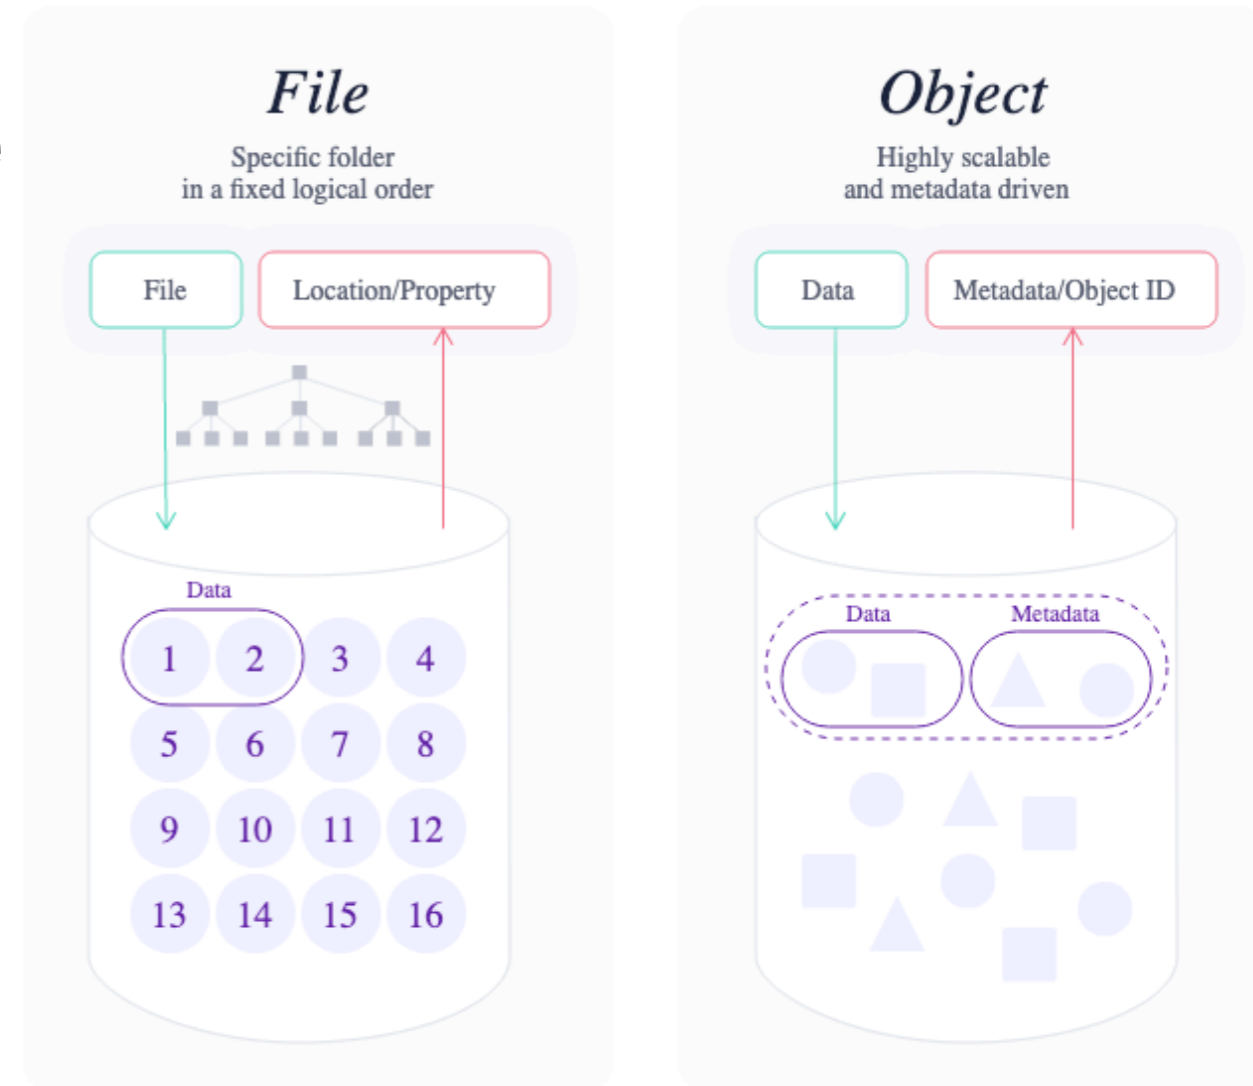 File
Specific folder
in a fixed logical order
File
Location/Property
Data
1 2 3 4
5 6 7 8
9 10 11 12
13 14 15 16
Object
Highly scalable
and metadata driven
Data
Metadata/Object ID
Data
Metadata